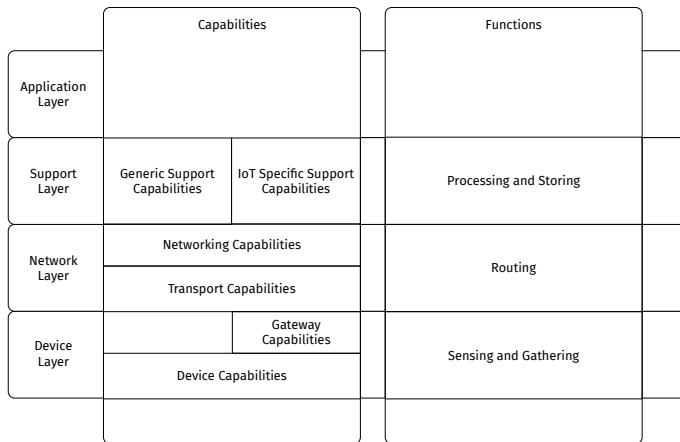 Capabilities
Functions
Application
Layer
Support
Layer
Generic Support
Capabilities
IoT Specific Support
Capabilities
Processing and Storing
Network
Layer
Networking Capabilities
Transport Capabilities
Routing
Device
Layer
Gateway
Capabilities
Device Capabilities
Sensing and Gathering